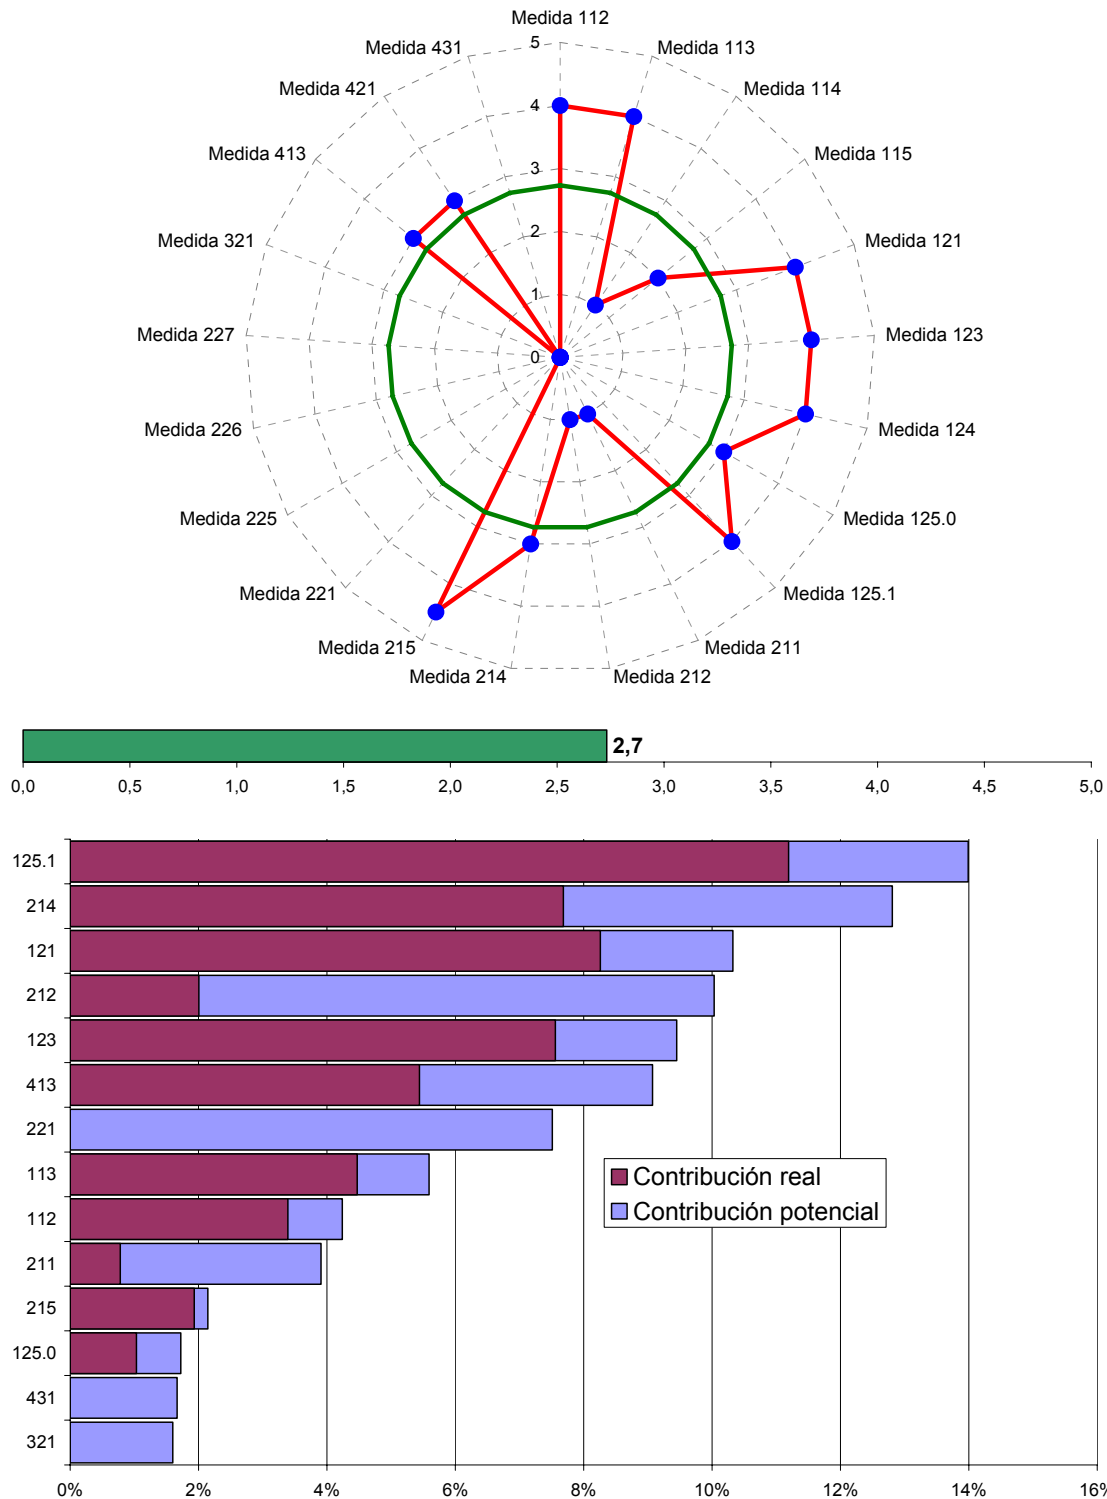 Medida 112
Medida 431
5
Medida 113
Medida 421
Medida 114
4
Medida 413
Medida 115
3
Medida 321
2
Medida 121
1
Medida 227
Medida 123
0
Medida 226
Medida 124
Medida 225
Medida 125.0
Medida 221
Medida 125.1
Medida 215
Medida 211
Medida 214
Medida 212
2,7
0,0 0,5 1,0 1,5 2,0 2,5 3,0 3,5 4,0 4,5 5,0
125.1
214
121
212
123
413
221
113
Contribución real
112
Contribución potencial
211
215
125.0
431
321
0% 2% 4% 6% 8% 10% 12% 14% 16%